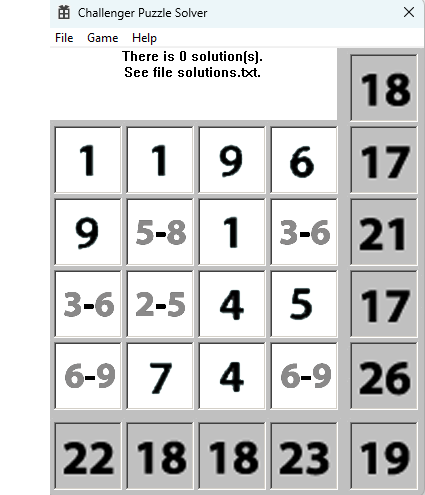 Challenger Puzzle Solver
File Game Help
There is 0 solution(s).
See file solutions.txt.
18
1 1 9 6 17
9 5-8 1 3-6 21
3-6 2-5 4 5 17
6-9 7 4 6-9 26
22 18 18 23 19